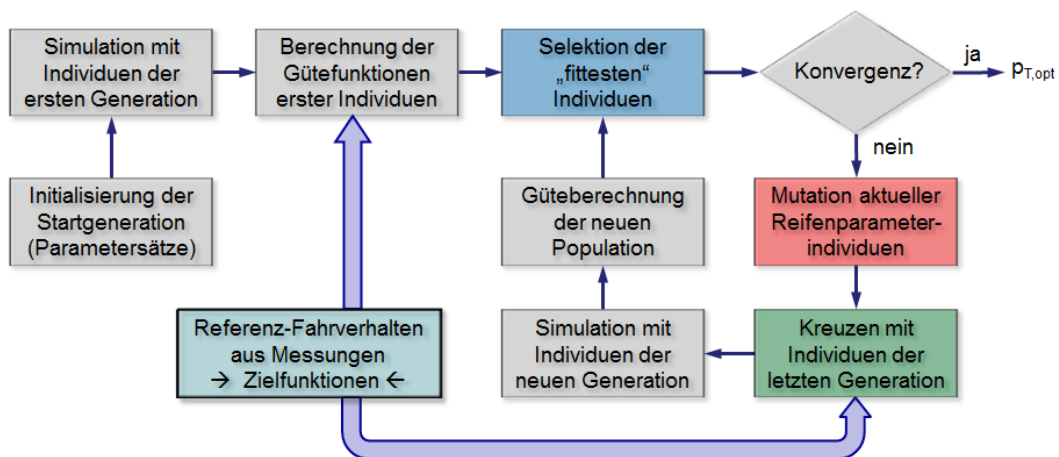 Simulation mit
Individuen der
ersten Generation
Berechnung der
Gütefunktionen
erster Individuen
Selektion der
„fittesten“
Individuen
Konvergenz?
ja
p_T,opt
nein
Initialisierung der
Startgeneration
(Parametersätze)
Güteberechnung
der neuen
Population
Mutation aktueller
Reifenparameter-
individuen
Referenz-Fahrverhalten
aus Messungen
→ Zielfunktionen ←
Simulation mit
Individuen der
neuen Generation
Kreuzen mit
Individuen der
letzten Generation